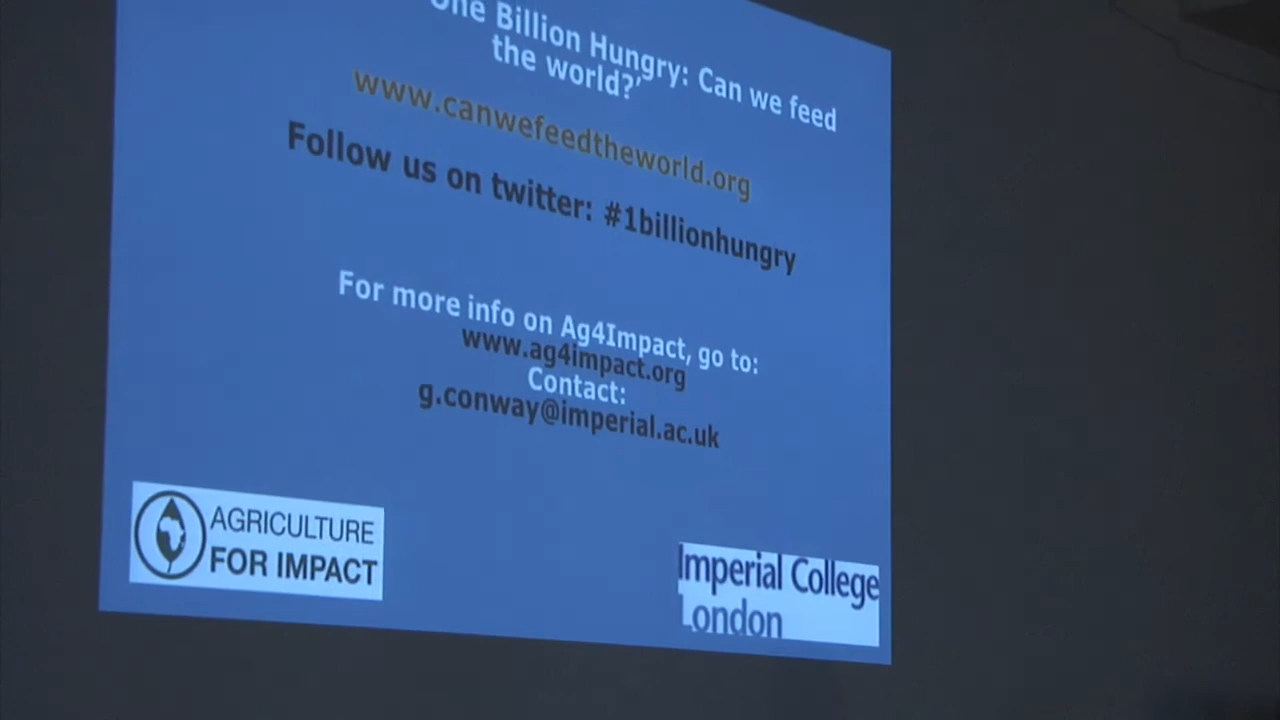 One Billion Hungry: Can we feed
the world?'
www.canwefeedtheworld.org
Follow us on twitter: #1billionhungry
For more info on Ag4Impact, go to:
www.ag4impact.org
Contact:
g.conway@imperial.ac.uk
AGRICULTURE
FOR IMPACT
Imperial College
London